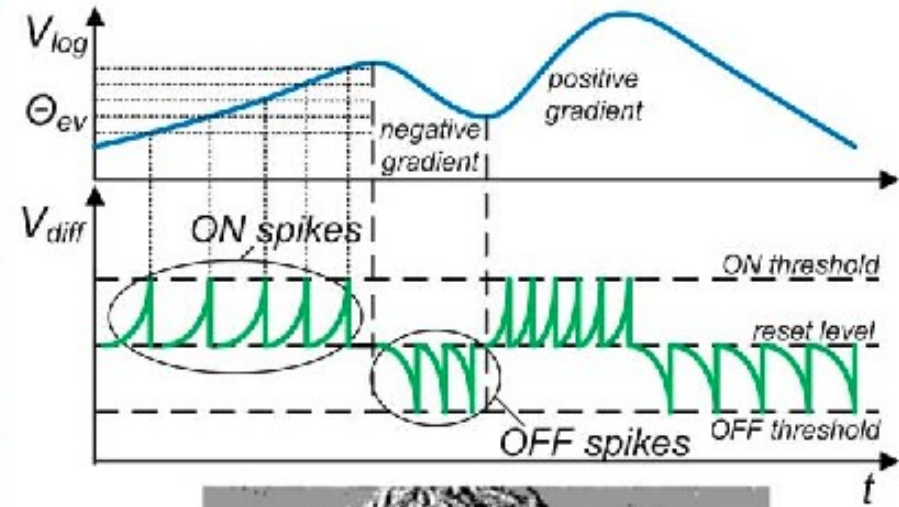 V_log
Θ_ev
negative
gradient
positive
gradient
V_diff
ON spikes
ON threshold
reset level
OFF threshold
OFF spikes
t